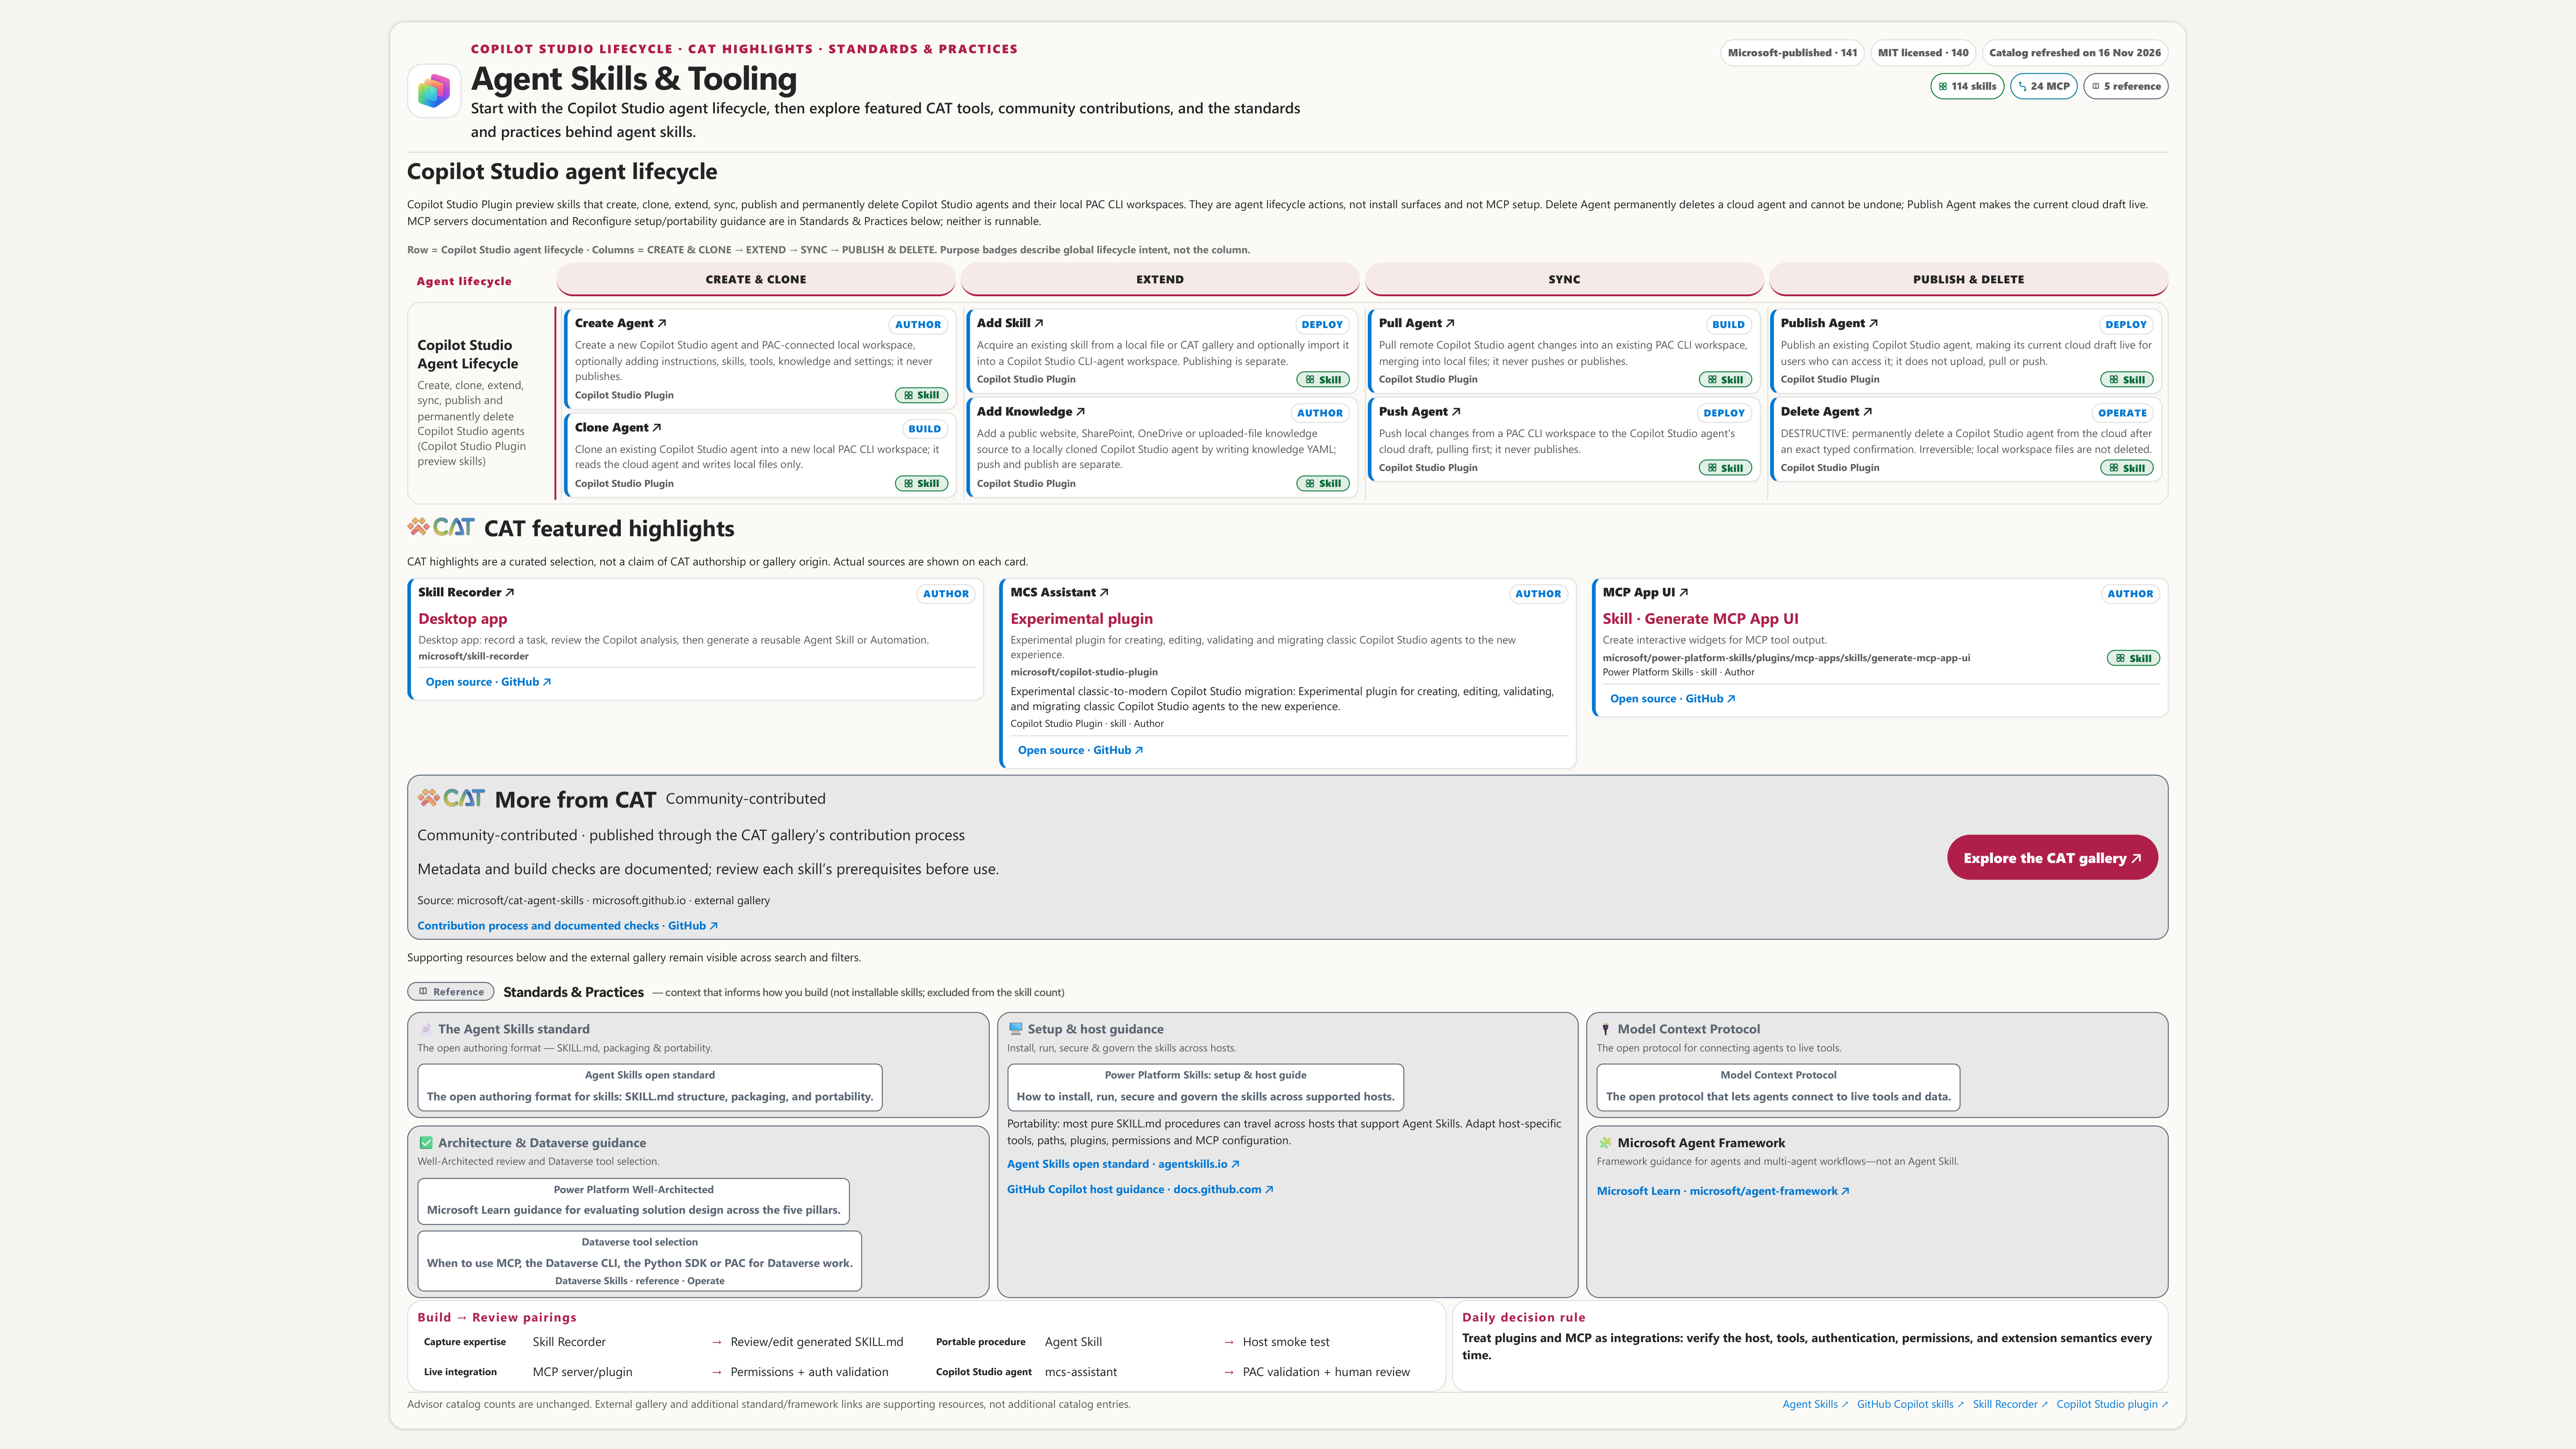 COPILOT STUDIO LIFECYCLE · CAT HIGHLIGHTS · STANDARDS & PRACTICES
Agent Skills & Tooling
Start with the Copilot Studio agent lifecycle, then explore featured CAT tools, community contributions, and the standards
and practices behind agent skills.
Microsoft-published · 141
MIT licensed · 140
Catalog refreshed on 16 Nov 2026
114 skills
24 MCP
5 reference
Copilot Studio agent lifecycle
Copilot Studio Plugin preview skills that create, clone, extend, sync, publish and permanently delete Copilot Studio agents and their local PAC CLI workspaces. They are agent lifecycle actions, not install surfaces and not MCP setup. Delete Agent permanently deletes a cloud agent and cannot be undone; Publish Agent makes the current cloud draft live.
MCP servers documentation and Reconfigure setup/portability guidance are in Standards & Practices below; neither is runnable.
Row = Copilot Studio agent lifecycle · Columns = CREATE & CLONE → EXTEND → SYNC → PUBLISH & DELETE. Purpose badges describe global lifecycle intent, not the column.
Agent lifecycle
CREATE & CLONE
EXTEND
SYNC
PUBLISH & DELETE
Copilot Studio
Agent Lifecycle
Create, clone, extend,
sync, publish and
permanently delete
Copilot Studio agents
(Copilot Studio Plugin
preview skills)
Create Agent ↗
AUTHOR
Create a new Copilot Studio agent and PAC-connected local workspace,
optionally adding instructions, skills, tools, knowledge and settings; it never
publishes.
Copilot Studio Plugin
Skill
Clone Agent ↗
BUILD
Clone an existing Copilot Studio agent into a new local PAC CLI workspace; it
reads the cloud agent and writes local files only.
Copilot Studio Plugin
Skill
Add Skill ↗
DEPLOY
Acquire an existing skill from a local file or CAT gallery and optionally import it
into a Copilot Studio CLI-agent workspace. Publishing is separate.
Copilot Studio Plugin
Skill
Add Knowledge ↗
AUTHOR
Add a public website, SharePoint, OneDrive or uploaded-file knowledge
source to a locally cloned Copilot Studio agent by writing knowledge YAML;
push and publish are separate.
Copilot Studio Plugin
Skill
Pull Agent ↗
BUILD
Pull remote Copilot Studio agent changes into an existing PAC CLI workspace,
merging into local files; it never pushes or publishes.
Copilot Studio Plugin
Skill
Push Agent ↗
DEPLOY
Push local changes from a PAC CLI workspace to the Copilot Studio agent's
cloud draft, pulling first; it never publishes.
Copilot Studio Plugin
Skill
Publish Agent ↗
DEPLOY
Publish an existing Copilot Studio agent, making its current cloud draft live for
users who can access it; it does not upload, pull or push.
Copilot Studio Plugin
Skill
Delete Agent ↗
OPERATE
DESTRUCTIVE: permanently delete a Copilot Studio agent from the cloud after
an exact typed confirmation. Irreversible; local workspace files are not deleted.
Copilot Studio Plugin
Skill
CAT CAT featured highlights
CAT highlights are a curated selection, not a claim of CAT authorship or gallery origin. Actual sources are shown on each card.
Skill Recorder ↗
AUTHOR
Desktop app
Desktop app: record a task, review the Copilot analysis, then generate a reusable Agent Skill or Automation.
microsoft/skill-recorder
Open source · GitHub ↗
MCS Assistant ↗
AUTHOR
Experimental plugin
Experimental plugin for creating, editing, validating and migrating classic Copilot Studio agents to the new
experience.
microsoft/copilot-studio-plugin
Experimental classic-to-modern Copilot Studio migration: Experimental plugin for creating, editing, validating,
and migrating classic Copilot Studio agents to the new experience.
Copilot Studio Plugin · skill · Author
Open source · GitHub ↗
MCP App UI ↗
AUTHOR
Skill · Generate MCP App UI
Create interactive widgets for MCP tool output.
microsoft/power-platform-skills/plugins/mcp-apps/skills/generate-mcp-app-ui
Skill
Power Platform Skills · skill · Author
Open source · GitHub ↗
CAT More from CAT Community-contributed
Community-contributed · published through the CAT gallery’s contribution process
Metadata and build checks are documented; review each skill’s prerequisites before use.
Source: microsoft/cat-agent-skills · microsoft.github.io · external gallery
Contribution process and documented checks · GitHub ↗
Explore the CAT gallery ↗
Supporting resources below and the external gallery remain visible across search and filters.
Reference Standards & Practices — context that informs how you build (not installable skills; excluded from the skill count)
The Agent Skills standard
The open authoring format — SKILL.md, packaging & portability.
Agent Skills open standard
The open authoring format for skills: SKILL.md structure, packaging, and portability.
Architecture & Dataverse guidance
Well-Architected review and Dataverse tool selection.
Power Platform Well-Architected
Microsoft Learn guidance for evaluating solution design across the five pillars.
Dataverse tool selection
When to use MCP, the Dataverse CLI, the Python SDK or PAC for Dataverse work.
Dataverse Skills · reference · Operate
Setup & host guidance
Install, run, secure & govern the skills across hosts.
Power Platform Skills: setup & host guide
How to install, run, secure and govern the skills across supported hosts.
Portability: most pure SKILL.md procedures can travel across hosts that support Agent Skills. Adapt host-specific
tools, paths, plugins, permissions and MCP configuration.
Agent Skills open standard · agentskills.io ↗
GitHub Copilot host guidance · docs.github.com ↗
Model Context Protocol
The open protocol for connecting agents to live tools.
Model Context Protocol
The open protocol that lets agents connect to live tools and data.
Microsoft Agent Framework
Framework guidance for agents and multi-agent workflows—not an Agent Skill.
Microsoft Learn · microsoft/agent-framework ↗
Build → Review pairings
Capture expertise Skill Recorder → Review/edit generated SKILL.md
Portable procedure Agent Skill → Host smoke test
Live integration MCP server/plugin → Permissions + auth validation
Copilot Studio agent mcs-assistant → PAC validation + human review
Daily decision rule
Treat plugins and MCP as integrations: verify the host, tools, authentication, permissions, and extension semantics every
time.
Advisor catalog counts are unchanged. External gallery and additional standard/framework links are supporting resources, not additional catalog entries.
Agent Skills ↗ GitHub Copilot skills ↗ Skill Recorder ↗ Copilot Studio plugin ↗